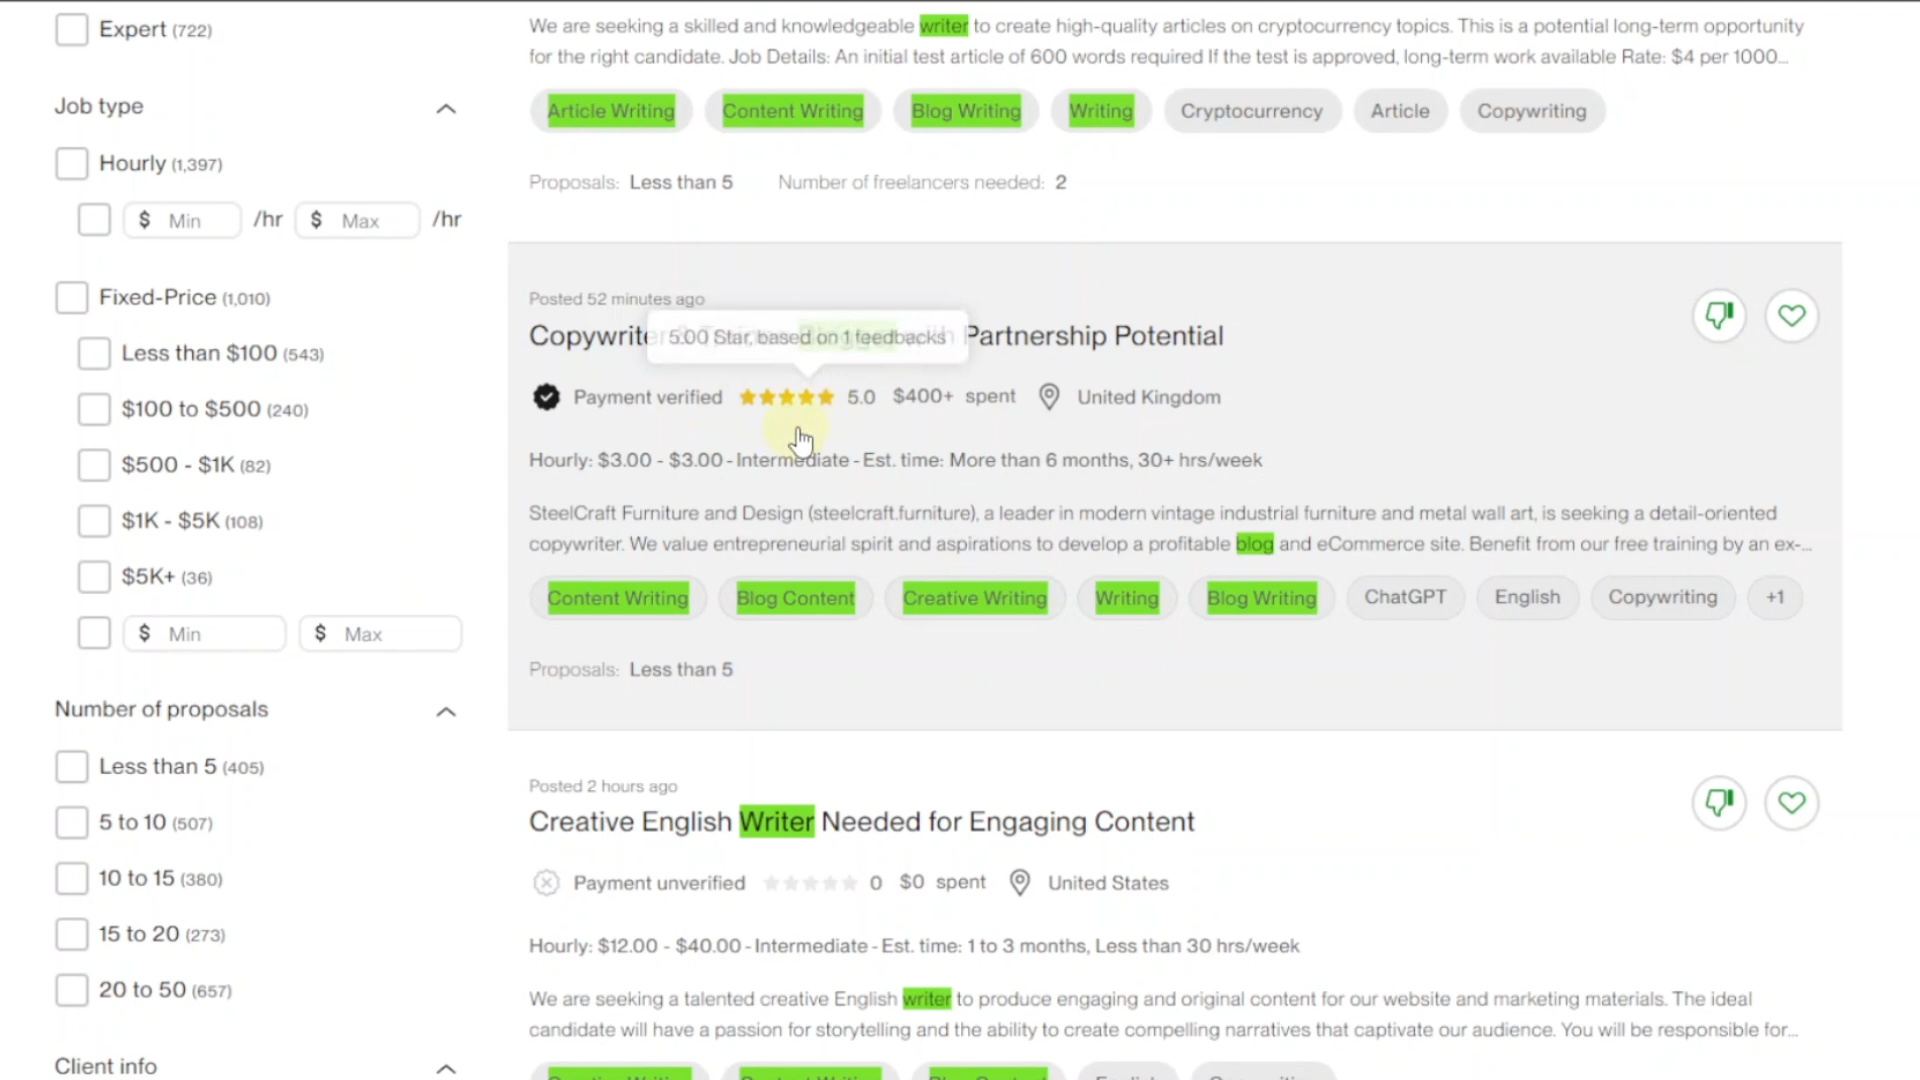 Expert (722)
Job type
Hourly (1,397)
$ Min /hr $ Max /hr
Fixed-Price (1,010)
Less than $100 (543)
$100 to $500 (240)
$500 - $1K (82)
$1K - $5K (108)
$5K+ (36)
$ Min $ Max
Number of proposals
Less than 5 (405)
5 to 10 (507)
10 to 15 (380)
15 to 20 (273)
20 to 50 (657)
Client info
We are seeking a skilled and knowledgeable writer to create high-quality articles on cryptocurrency topics. This is a potential long-term opportunity
for the right candidate. Job Details: An initial test article of 600 words required If the test is approved, long-term work available Rate: $4 per 1000...
Article Writing Content Writing Blog Writing Writing Cryptocurrency Article Copywriting
Proposals: Less than 5 Number of freelancers needed: 2
Posted 52 minutes ago
Copywriter Partnership Potential
5.00 Star, based on 1 feedbacks
Payment verified 5.0 $400+ spent United Kingdom
Hourly: $3.00 - $3.00 - Intermediate - Est. time: More than 6 months, 30+ hrs/week
SteelCraft Furniture and Design (steelcraft.furniture), a leader in modern vintage industrial furniture and metal wall art, is seeking a detail-oriented
copywriter. We value entrepreneurial spirit and aspirations to develop a profitable blog and eCommerce site. Benefit from our free training by an ex-...
Content Writing Blog Content Creative Writing Writing Blog Writing ChatGPT English Copywriting +1
Proposals: Less than 5
Posted 2 hours ago
Creative English Writer Needed for Engaging Content
Payment unverified 0 $0 spent United States
Hourly: $12.00 - $40.00 - Intermediate - Est. time: 1 to 3 months, Less than 30 hrs/week
We are seeking a talented creative English writer to produce engaging and original content for our website and marketing materials. The ideal
candidate will have a passion for storytelling and the ability to create compelling narratives that captivate our audience. You will be responsible for...